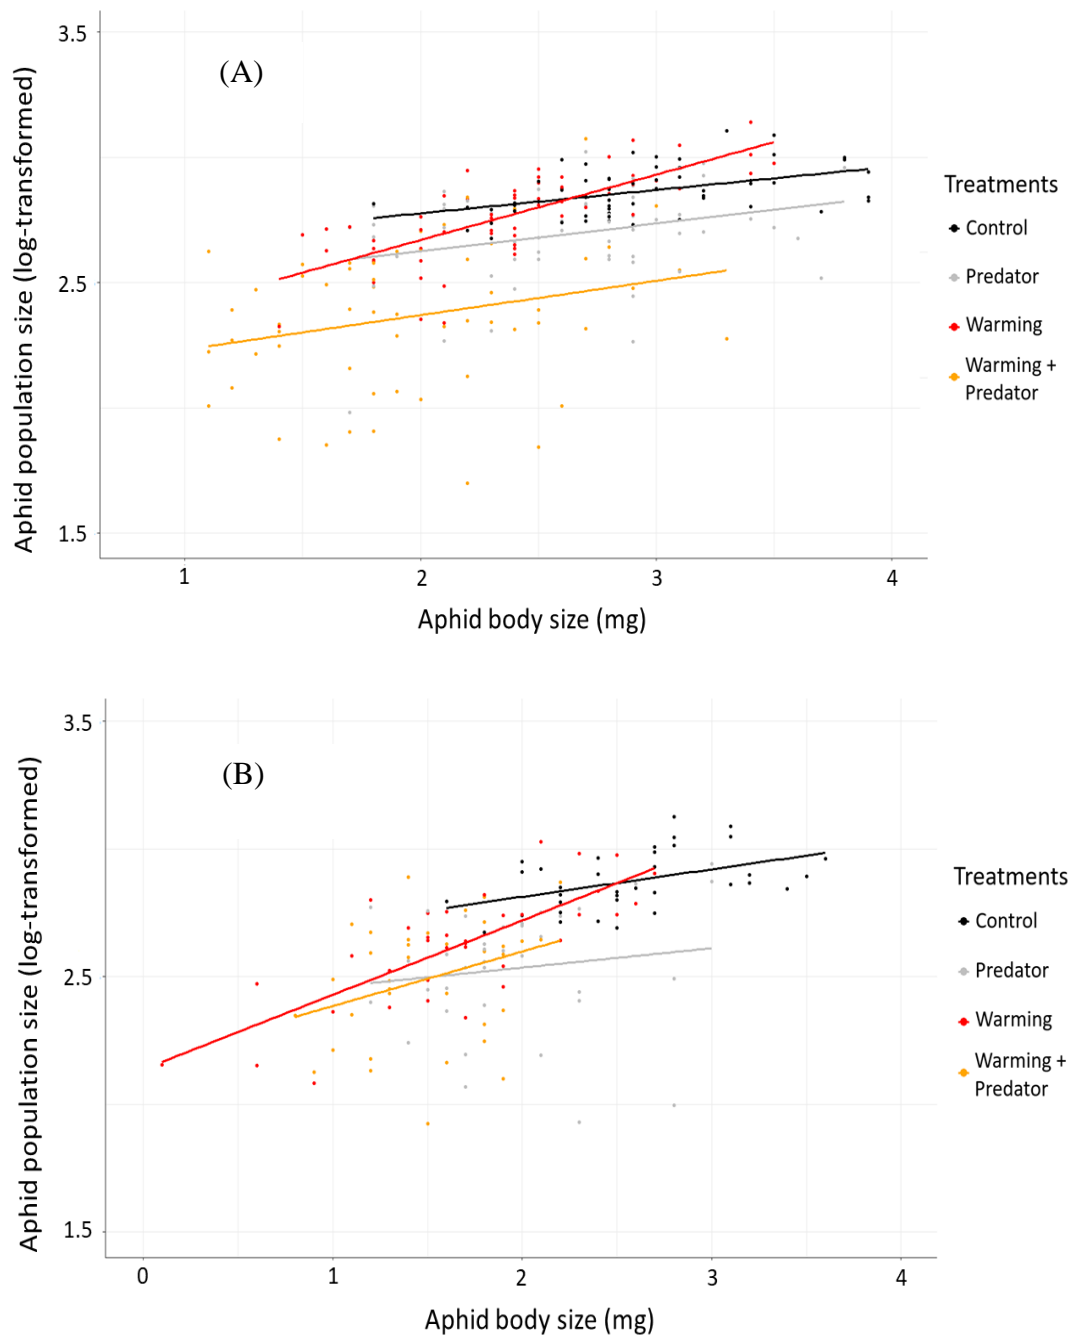 3.5
(A)
2.5
1.5
Aphid population size (log-transformed)
1
2
3
4
Aphid body size (mg)
Treatments
Control
Predator
Warming
Warming +
Predator
3.5
(B)
2.5
1.5
Aphid population size (log-transformed)
0
1
2
3
4
Aphid body size (mg)
Treatments
Control
Predator
Warming
Warming +
Predator